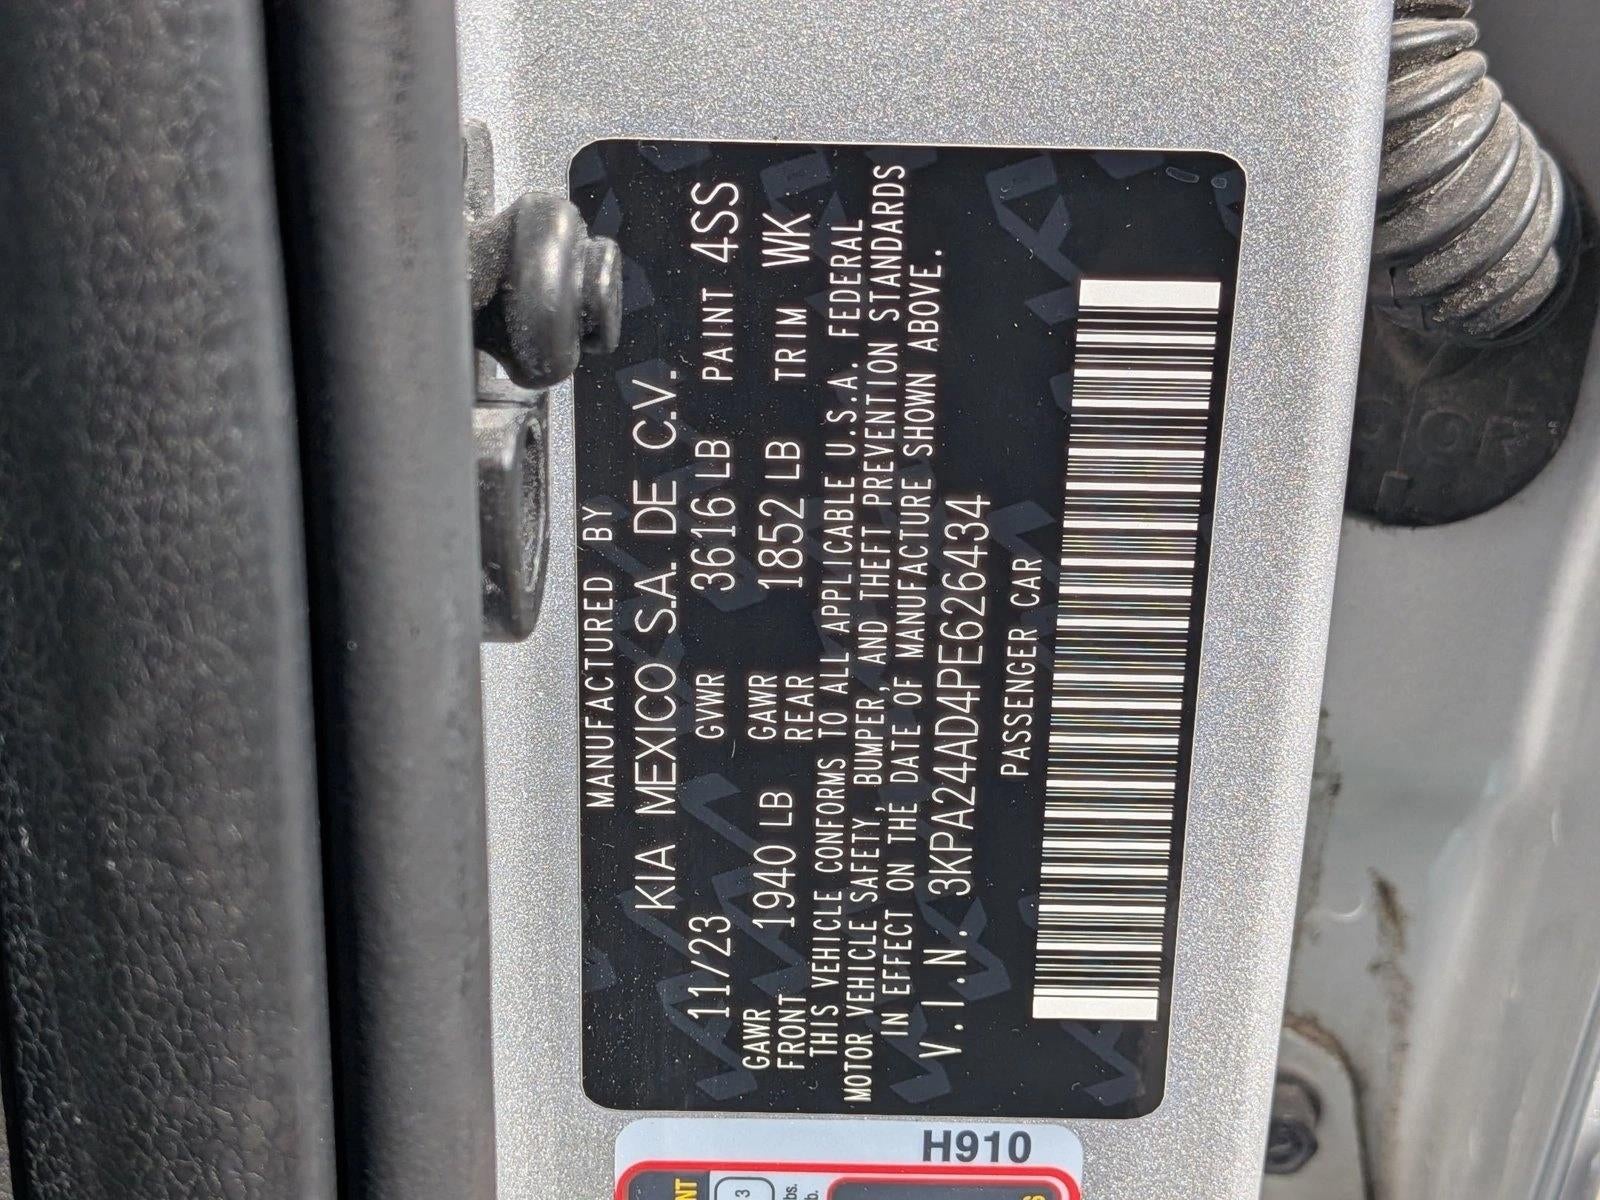 MANUFACTURED BY
KIA MEXICO S.A. DE C.V.
11/23 GVWR 3616 LB PAINT 4SS
GAWR FRONT 1940 LB GAWR REAR 1852 LB TRIM WK
THIS VEHICLE CONFORMS TO ALL APPLICABLE U.S.A. FEDERAL
MOTOR VEHICLE SAFETY, BUMPER, AND THEFT PREVENTION STANDARDS
IN EFFECT ON THE DATE OF MANUFACTURE SHOWN ABOVE.
V.I.N. 3KPA24AD4PE626434
PASSENGER CAR
H910
3